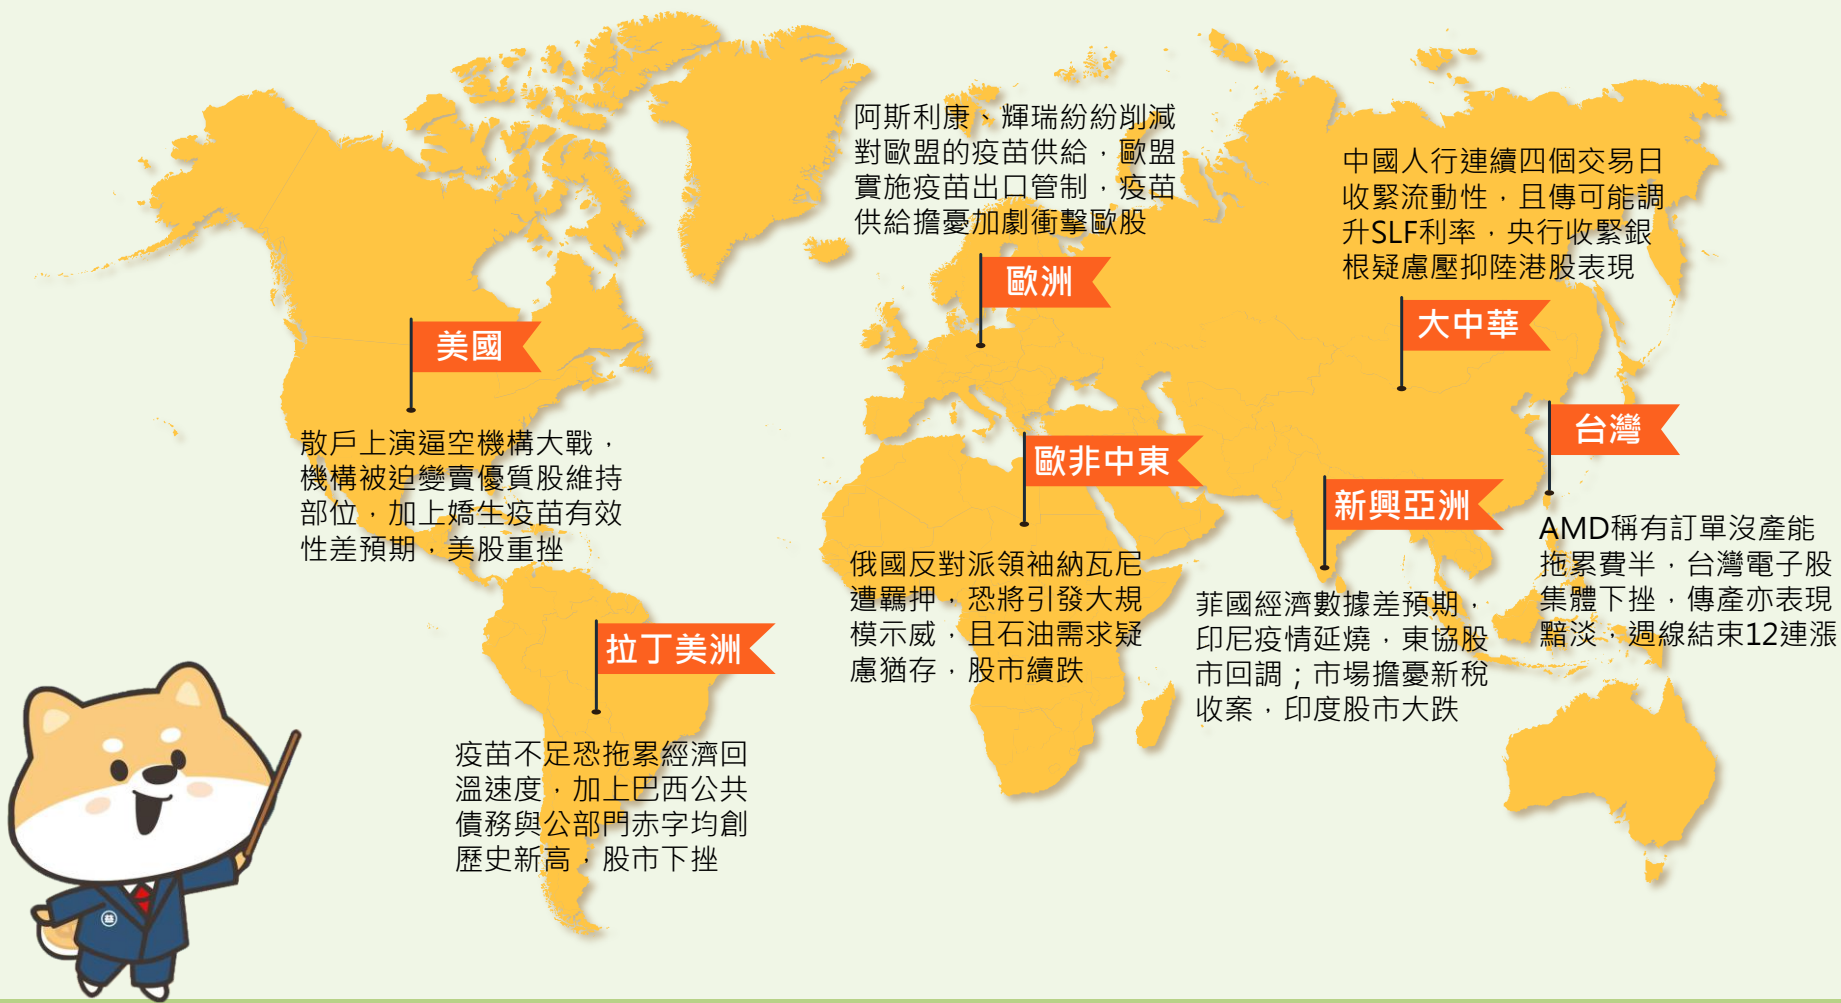 阿斯利康、輝瑞紛紛削減
對歐盟的疫苗供給，歐盟
實施疫苗出口管制，疫苗
供給擔憂加劇衝擊歐股
歐洲
中國人行連續四個交易日
收緊流動性，且傳可能調
升SLF利率，央行收緊銀
根疑慮壓抑陸港股表現
大中華
美國
散戶上演逼空機構大戰，
機構被迫變賣優質股維持
部位，加上嬌生疫苗有效
性差預期，美股重挫
台灣
AMD稱有訂單沒產能
拖累費半，台灣電子股
集體下挫，傳產亦表現
黯淡，週線結束12連漲
歐非中東
俄國反對派領袖納瓦尼
遭羈押，恐將引發大規
模示威，且石油需求疑
慮猶存，股市續跌
新興亞洲
菲國經濟數據差預期，
印尼疫情延燒，東協股
市回調；市場擔憂新稅
收案，印度股市大跌
拉丁美洲
疫苗不足恐拖累經濟回
溫速度，加上巴西公共
債務與公部門赤字均創
歷史新高，股市下挫